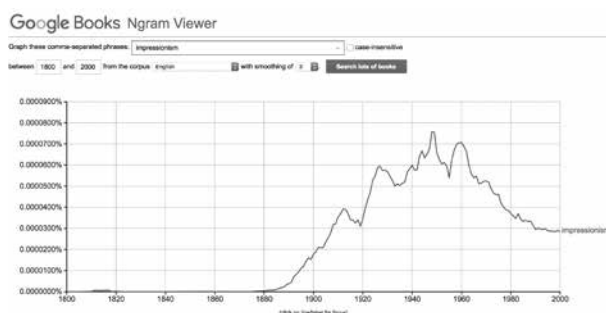 Google Books Ngram Viewer
Graph these comma-separated phrases: impressionism case-insensitive
between 1800 and 2000 from the corpus English with smoothing of 3 Search lots of books
0.0000900%
0.0000800%
0.0000700%
0.0000600%
0.0000500%
0.0000400%
0.0000300%
0.0000200%
0.0000100%
0.0000000%
impressionism
1800 1820 1840 1860 1880 1900 1920 1940 1960 1980 2000